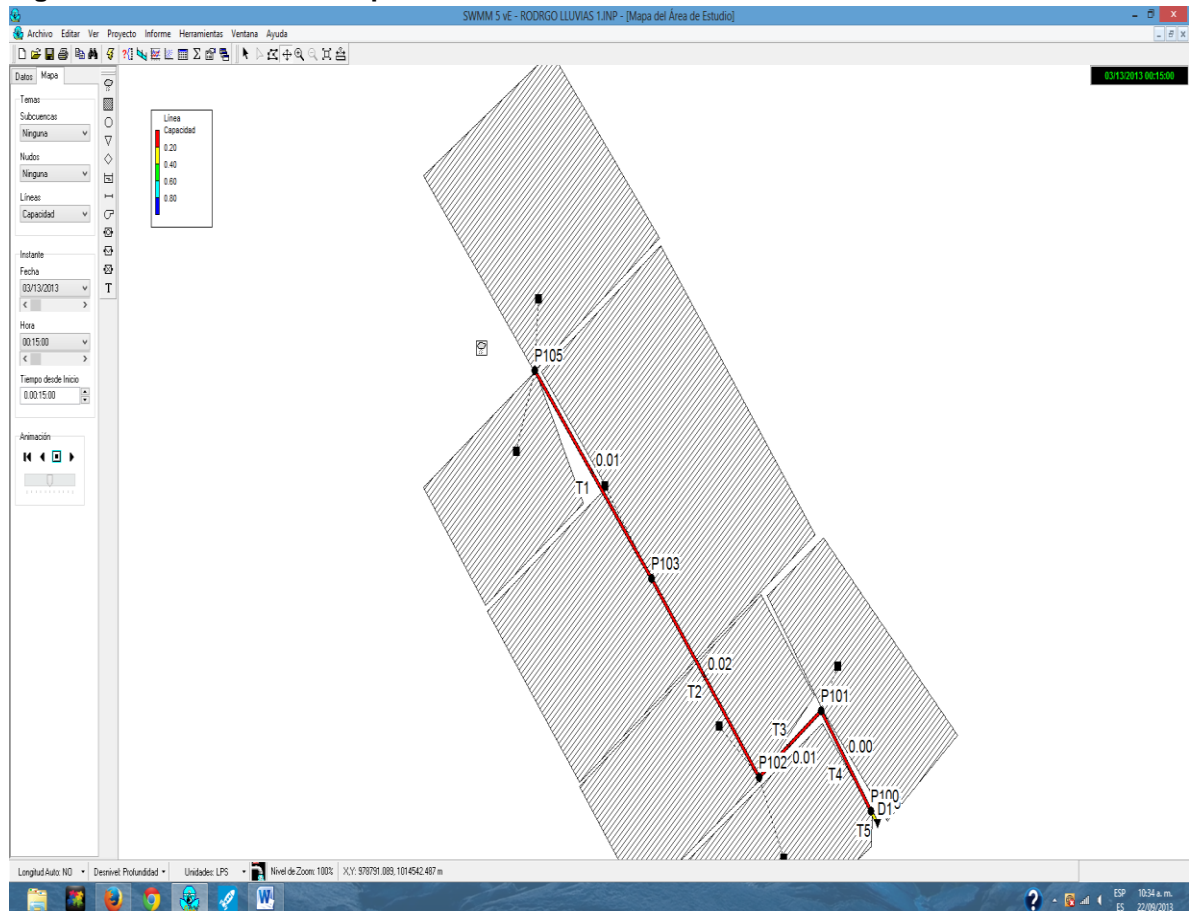 SWMM 5 vE - RODRGO LLUVIAS 1.INP - [Mapa del Área de Estudio]
Archivo Editar Ver Proyecto Informe Herramientas Ventana Ayuda
Datos Mapa
03/13/2013 00:15:00
Temas
Subcuencas
Ninguna
Nudos
Ninguna
Líneas
Capacidad
Instante
Fecha
03/13/2013
Hora
00:15:00
Tiempo desde Inicio
0.00:15:00
Animación
T
Línea
Capacidad
0.20
0.40
0.60
0.80
P105
0.01
T1
P103
0.02
T2
P101
T3
P102
0.01
0.00
T4
P100
D1
T5
Longitud Auto: NO Desnivel: Profundidad Unidades: LPS Nivel de Zoom: 100% X,Y: 978791.089, 1014542.487 m
ESP 10:34 a. m.
ES 22/09/2013